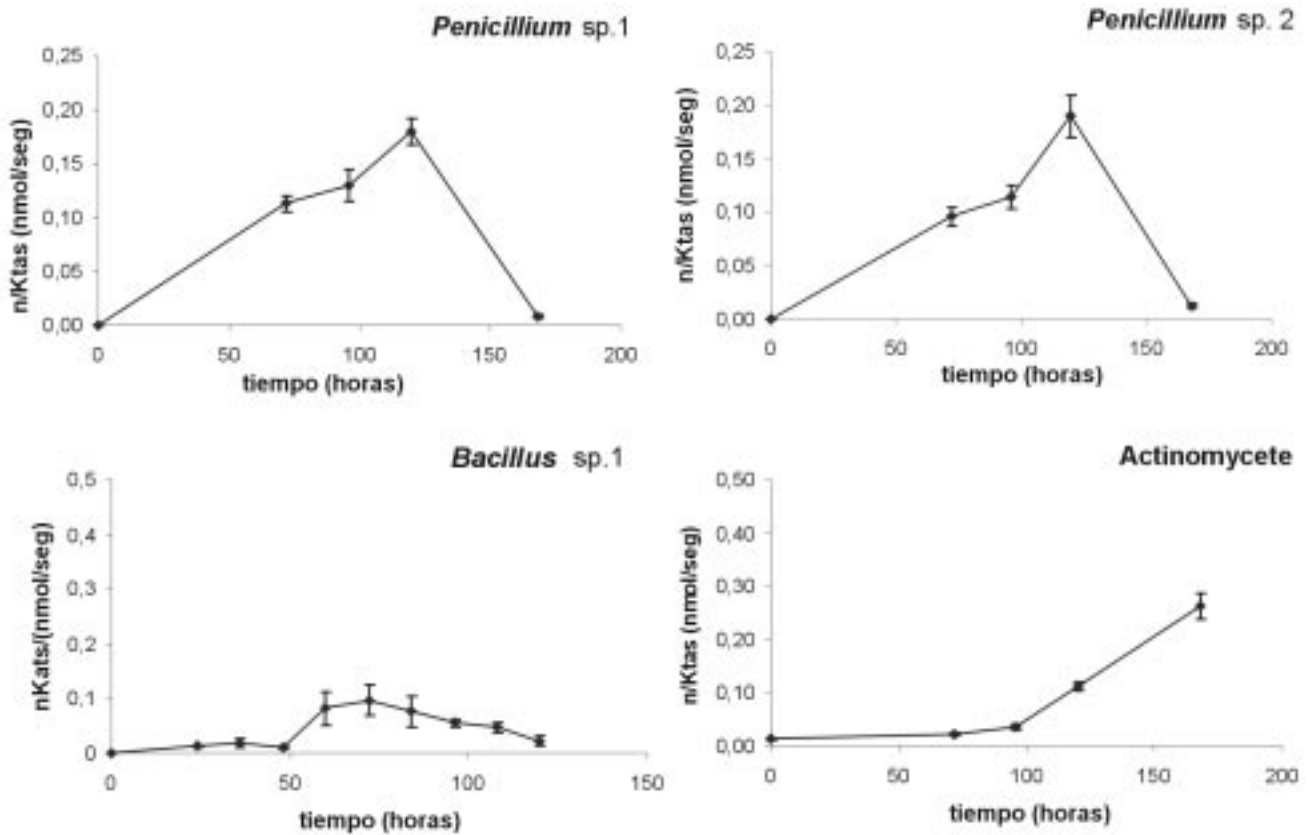 Penicillium sp.1
n/Ktas (nmol/seg)
0,25
0,20
0,15
0,10
0,05
0,00
0 50 100 150 200
tiempo (horas)
Penicillium sp. 2
n/Ktas (nmol/seg)
0,25
0,20
0,15
0,10
0,05
0,00
0 50 100 150 200
tiempo (horas)
Bacillus sp.1
nKats/(nmol/seg)
0,5
0,4
0,3
0,2
0,1
0
0 50 100 150
tiempo (horas)
Actinomycete
n/Ktas (nmol/seg)
0,50
0,40
0,30
0,20
0,10
0,00
0 50 100 150 200
tiempo (horas)